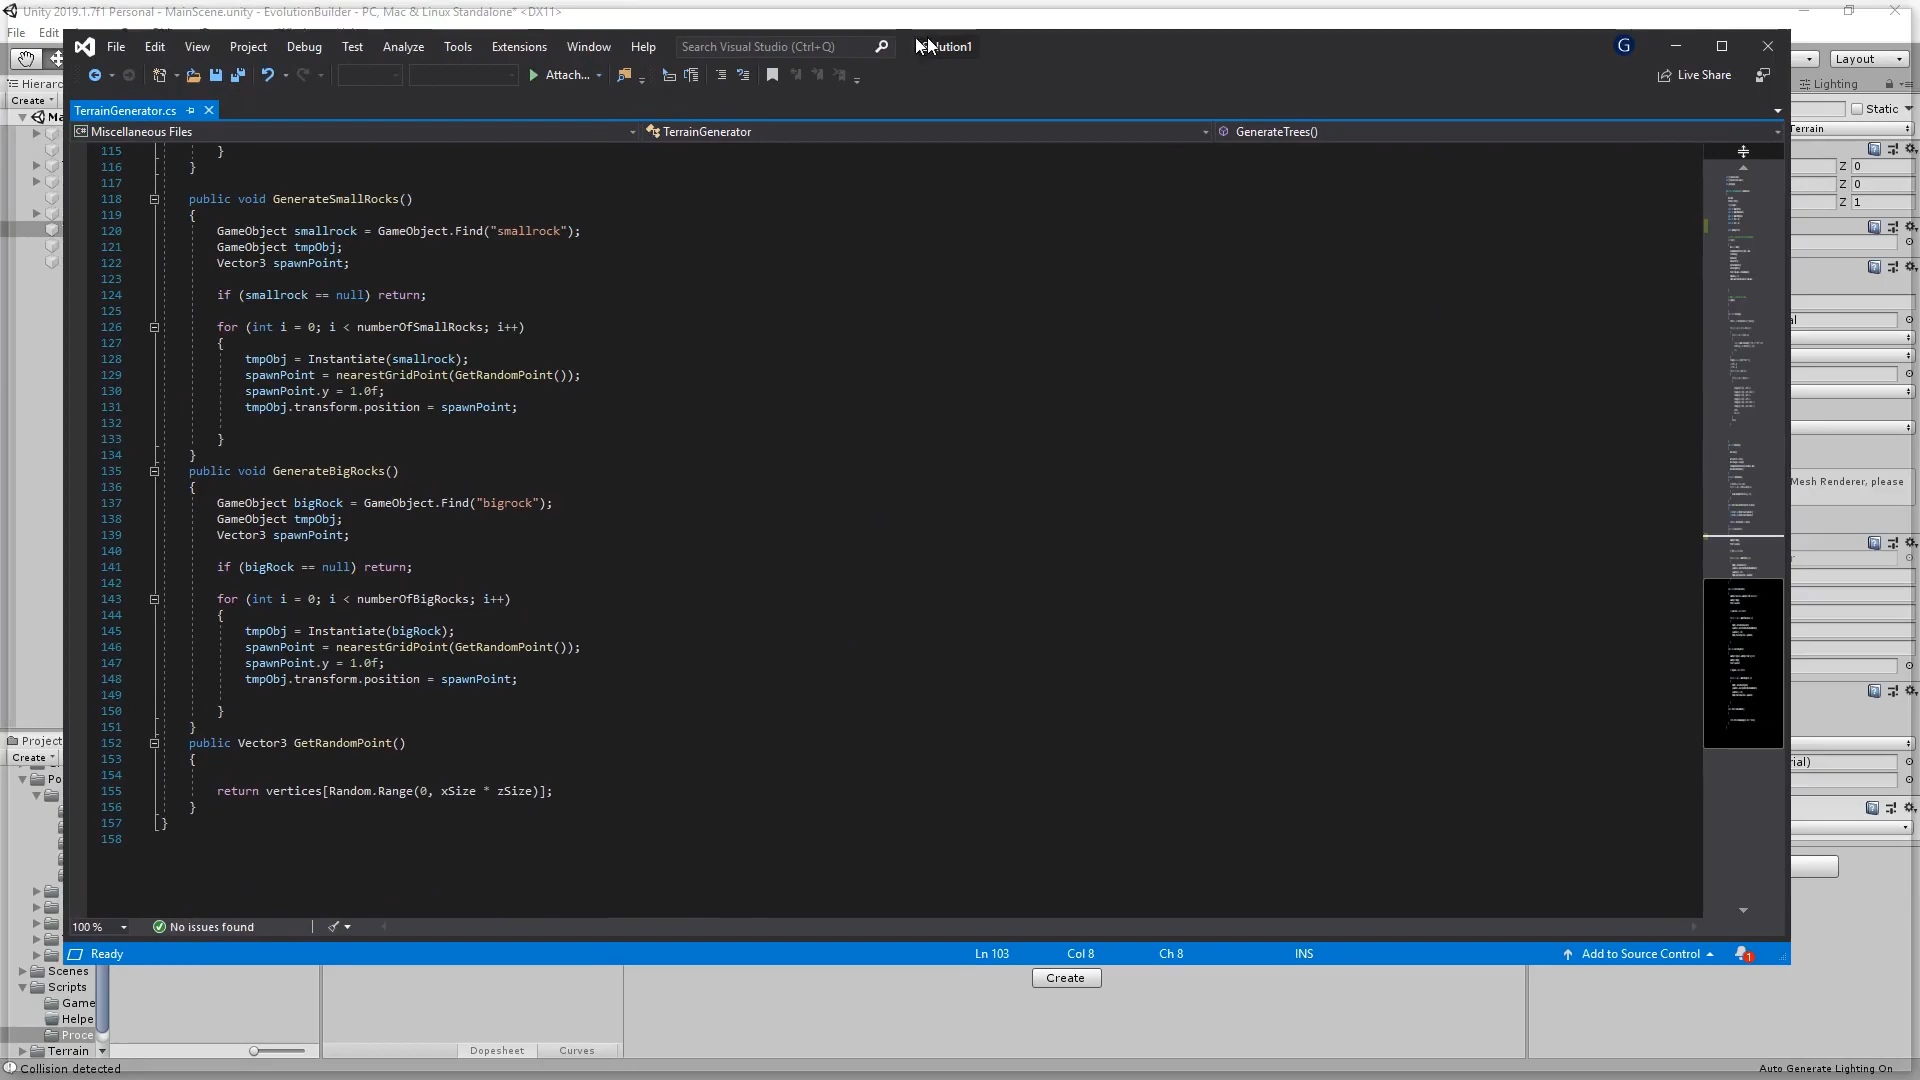 Unity 2019.1.7f1 Personal - MainScene.unity - EvolutionBuilder - PC, Mac & Linux Standalone* <DX11>
File
File Edit View Project Debug Test Analyze Tools Extensions Window Help Search Visual Studio (Ctrl+Q) G
Layout
Attach... Live Share
Hierarc
Lighting
Create
TerrainGenerator.cs
Static
Ma
Miscellaneous Files TerrainGenerator GenerateTrees()
Terrain
115 }
116 }
Z 0
117
Z 0
118 public void GenerateSmallRocks()
Z 1
119 {
120 GameObject smallrock = GameObject.Find("smallrock");
121 GameObject tmpObj;
122 Vector3 spawnPoint;
123
124 if (smallrock == null) return;
125
126 for (int i = 0; i < numberOfSmallRocks; i++)
127 {
128 tmpObj = Instantiate(smallrock);
129 spawnPoint = nearestGridPoint(GetRandomPoint());
130 spawnPoint.y = 1.0f;
131 tmpObj.transform.position = spawnPoint;
132
133 }
134 }
135 public void GenerateBigRocks()
136 {
Mesh Renderer, please
137 GameObject bigRock = GameObject.Find("bigrock");
138 GameObject tmpObj;
139 Vector3 spawnPoint;
140
141 if (bigRock == null) return;
142
143 for (int i = 0; i < numberOfBigRocks; i++)
144 {
145 tmpObj = Instantiate(bigRock);
146 spawnPoint = nearestGridPoint(GetRandomPoint());
147 spawnPoint.y = 1.0f;
148 tmpObj.transform.position = spawnPoint;
149
150 }
151 }
152 public Vector3 GetRandomPoint()
153 {
154
155 return vertices[Random.Range(0, xSize * zSize)];
156 }
157 }
158
Project
Create
Po
rial)
100 % No issues found
Ready Ln 103 Col 8 Ch 8 INS Add to Source Control 1
Scenes
Create
Scripts
Game
Helpe
Proce
Terrain
Dopesheet Curves
Collision detected
Auto Generate Lighting On